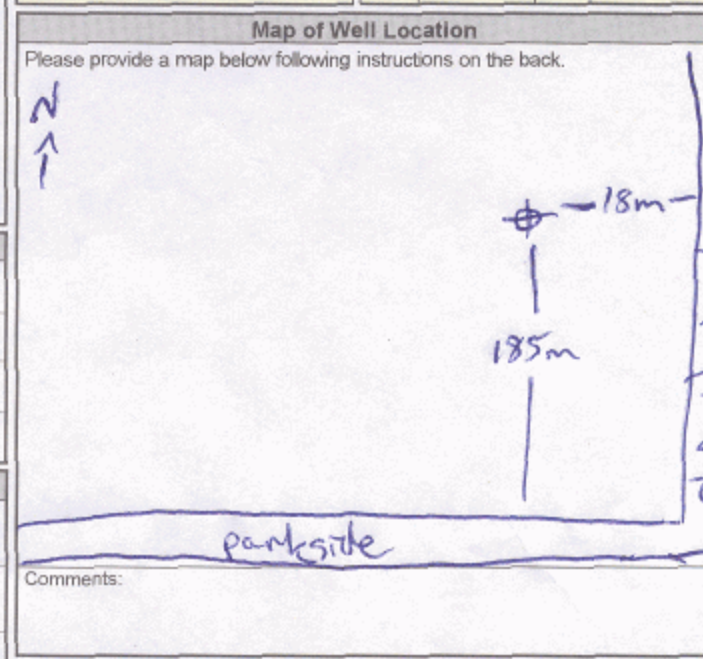 Map of Well Location
Please provide a map below following instructions on the back.
N
18m
185m
parkside
Comments: